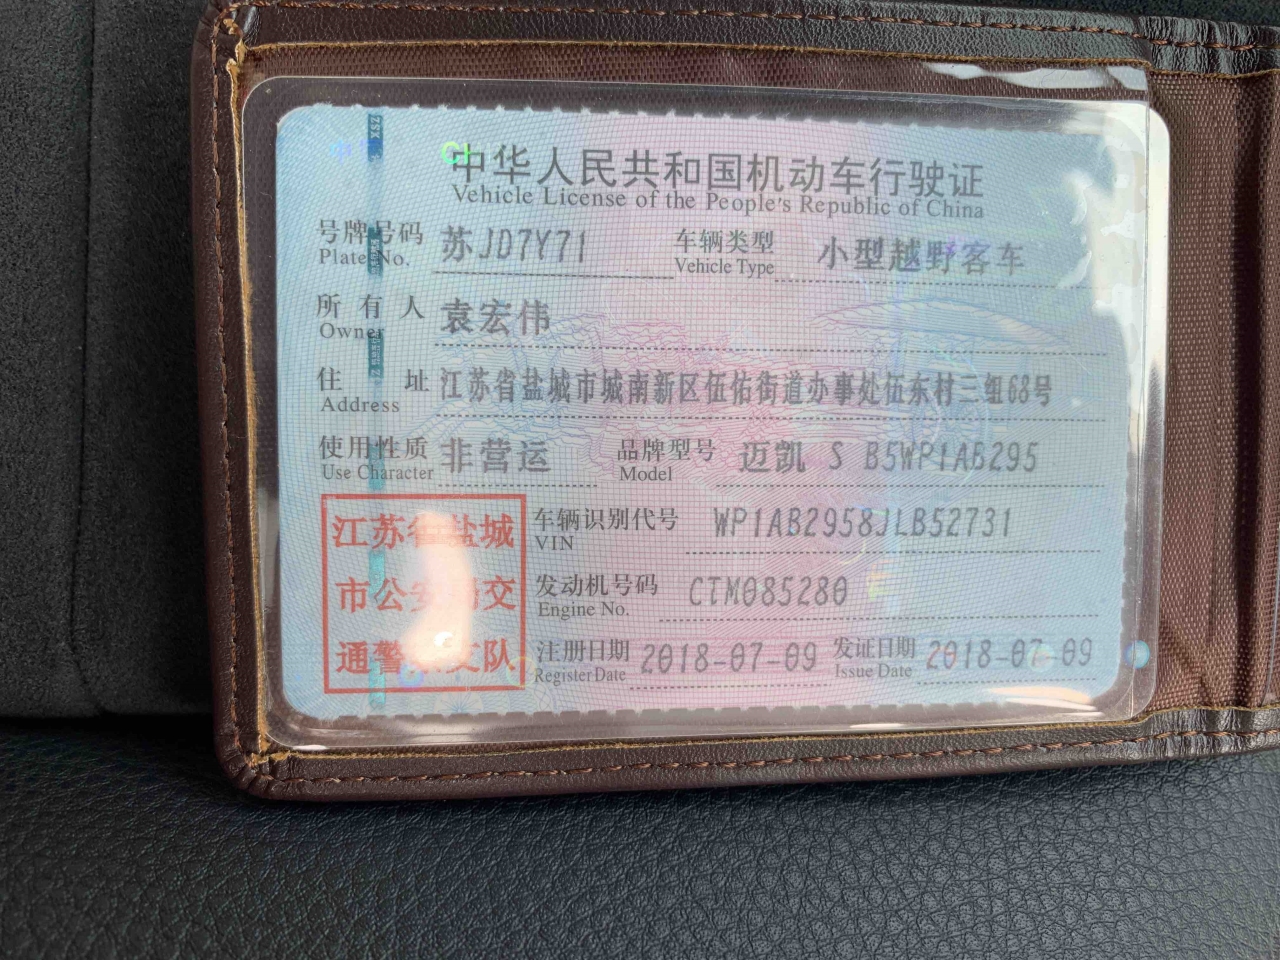 中华人民共和国机动车行驶证
Vehicle License of the People's Republic of China
号牌号码 苏JD7Y71 车辆类型 小型越野客车
Plate No. Vehicle Type
所有人 袁宏伟
Owner
住址 江苏省盐城市城南新区伍佑街道办事处伍东村三组68号
Address
使用性质 非营运 品牌型号 迈凯 S B5WP1AB295
Use Character Model
江苏省盐城
市公安局交
通警察支队
车辆识别代号 WP1AB2958JLB52731
VIN
发动机号码 CTM085280
Engine No.
注册日期 2018-07-09 发证日期 2018-07-09
Register Date Issue Date